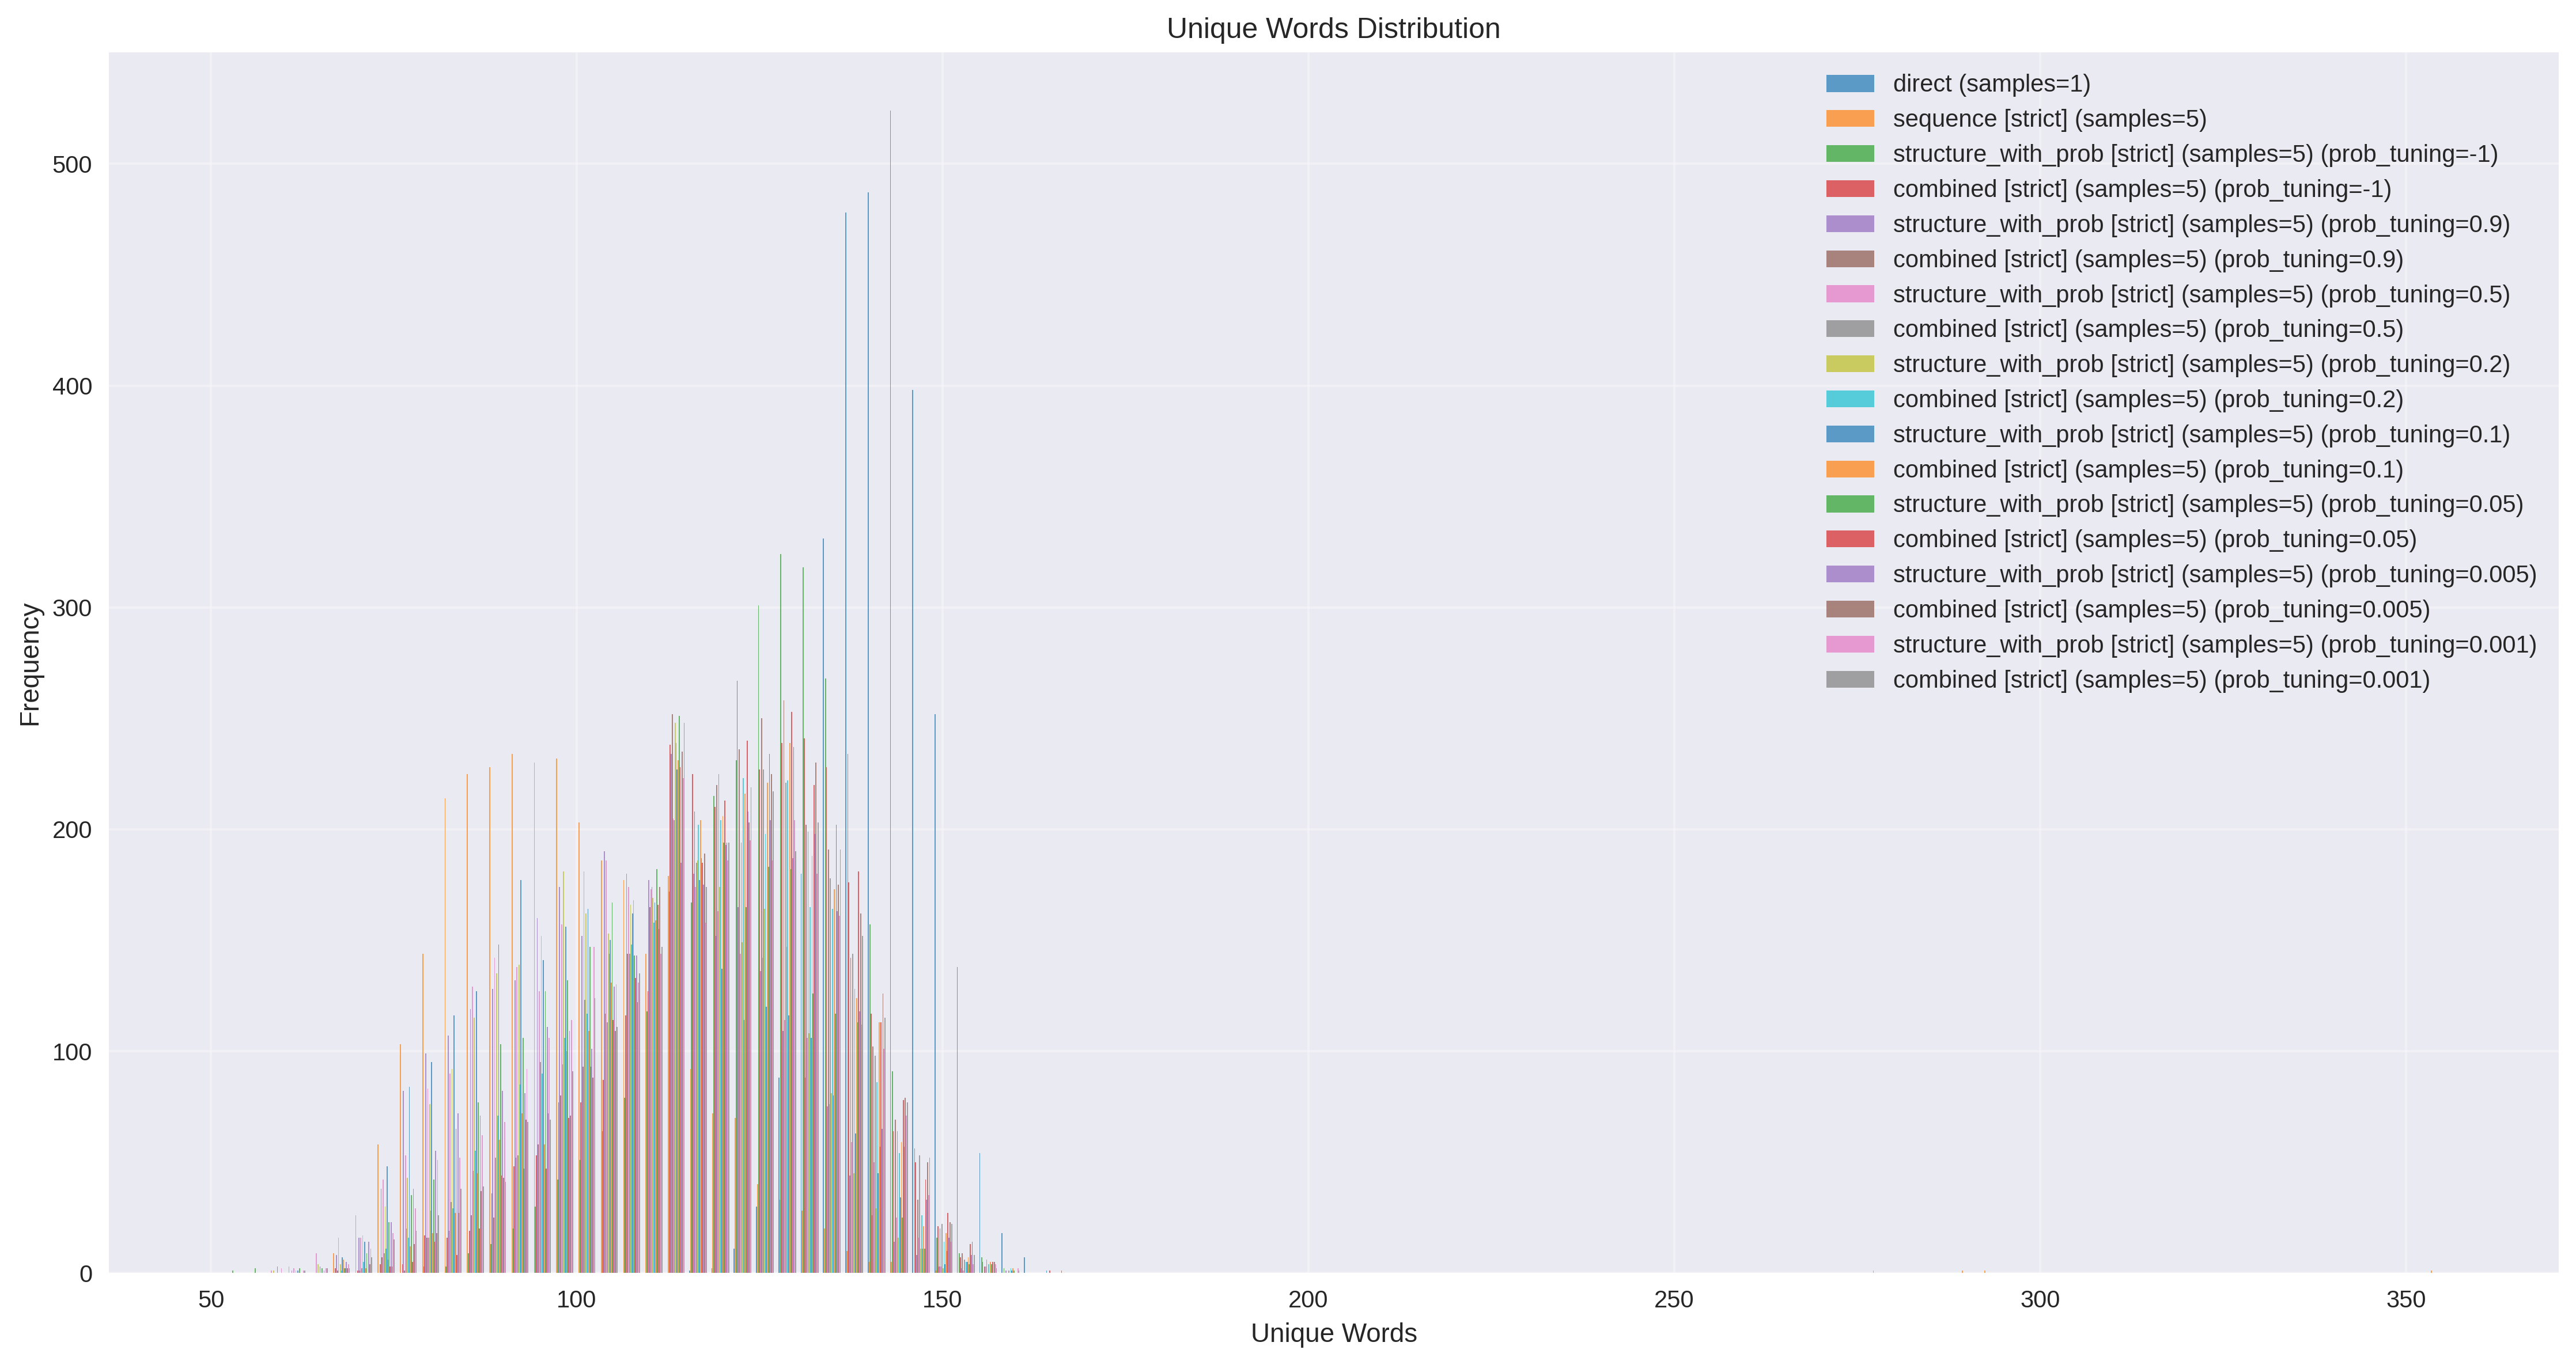 Unique Words Distribution
direct (samples=1)
sequence [strict] (samples=5)
structure_with_prob [strict] (samples=5) (prob_tuning=-1)
combined [strict] (samples=5) (prob_tuning=-1)
structure_with_prob [strict] (samples=5) (prob_tuning=0.9)
combined [strict] (samples=5) (prob_tuning=0.9)
structure_with_prob [strict] (samples=5) (prob_tuning=0.5)
combined [strict] (samples=5) (prob_tuning=0.5)
structure_with_prob [strict] (samples=5) (prob_tuning=0.2)
combined [strict] (samples=5) (prob_tuning=0.2)
structure_with_prob [strict] (samples=5) (prob_tuning=0.1)
combined [strict] (samples=5) (prob_tuning=0.1)
structure_with_prob [strict] (samples=5) (prob_tuning=0.05)
combined [strict] (samples=5) (prob_tuning=0.05)
structure_with_prob [strict] (samples=5) (prob_tuning=0.005)
combined [strict] (samples=5) (prob_tuning=0.005)
structure_with_prob [strict] (samples=5) (prob_tuning=0.001)
combined [strict] (samples=5) (prob_tuning=0.001)
Frequency
500
400
300
200
100
0
50 100 150 200 250 300 350
Unique Words